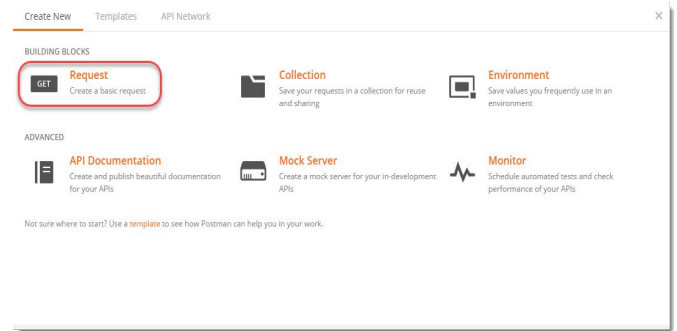 Create New Templates API Network
BUILDING BLOCKS
GET
Request
Create a basic request
Collection
Save your requests in a collection for reuse
and sharing
Environment
Save values you frequently use in an
environment
ADVANCED
API Documentation
Create and publish beautiful documentation
for your APIs
Mock Server
Create a mock server for your in-development
APIs
Monitor
Schedule automated tests and check
performance of your APIs
Not sure where to start? Use a template to see how Postman can help you in your work.